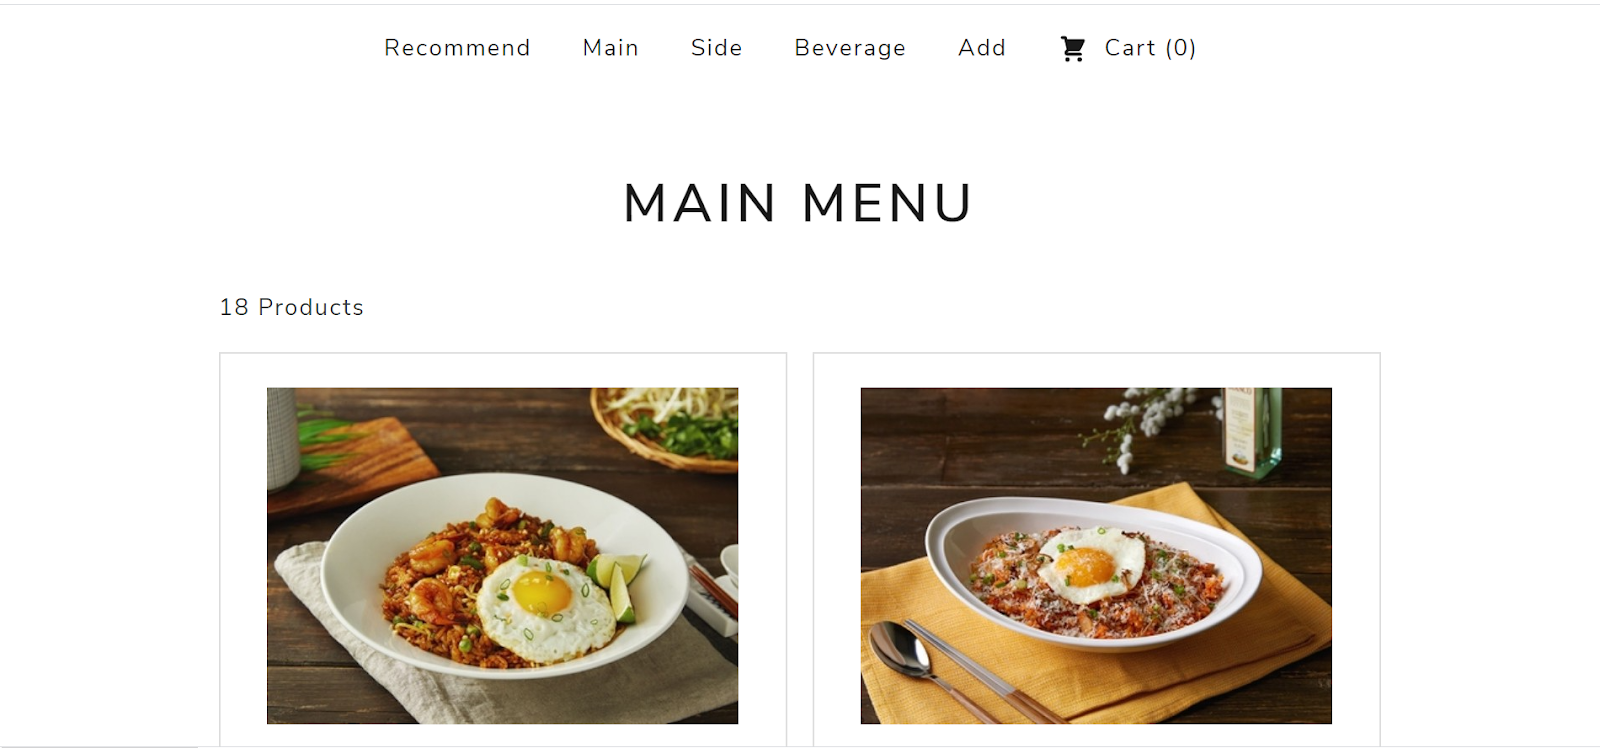 Recommend Main Side Beverage Add Cart (0)
MAIN MENU
18 Products